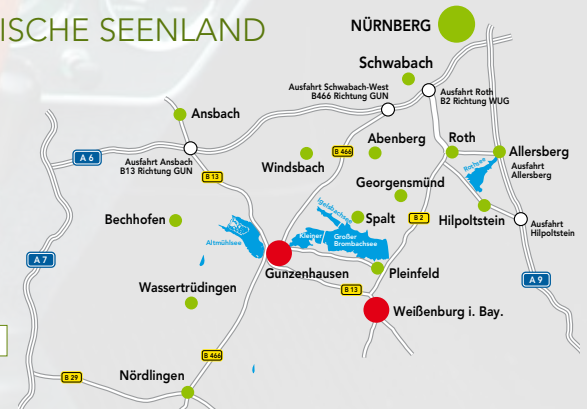 ISCHE SEENLAND
NÜRNBERG
Schwabach
Ausfahrt Schwabach-West
B466 Richtung GUN
Ausfahrt Roth
B2 Richtung WUG
Ansbach
A 6
Ausfahrt Ansbach
B13 Richtung GUN
B 13
Windsbach
B 466
Abenberg
Roth
Allersberg
Ausfahrt
Allersberg
Rothsee
Georgensmünd
Igelsbachsee
Spalt
B 2
Hilpoltstein
Ausfahrt
Hilpoltstein
Bechhofen
Altmühlsee
Kleiner
Großer
Brombachsee
A 7
Gunzenhausen
Pleinfeld
A 9
Wassertrüdingen
B 13
Weißenburg i. Bay.
B 466
B 29
Nördlingen